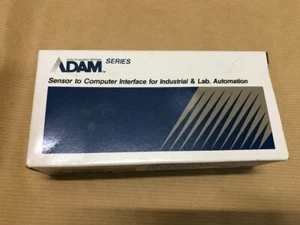 ADAM SERIES
Sensor to Computer Interface for Industrial & Lab. Automation